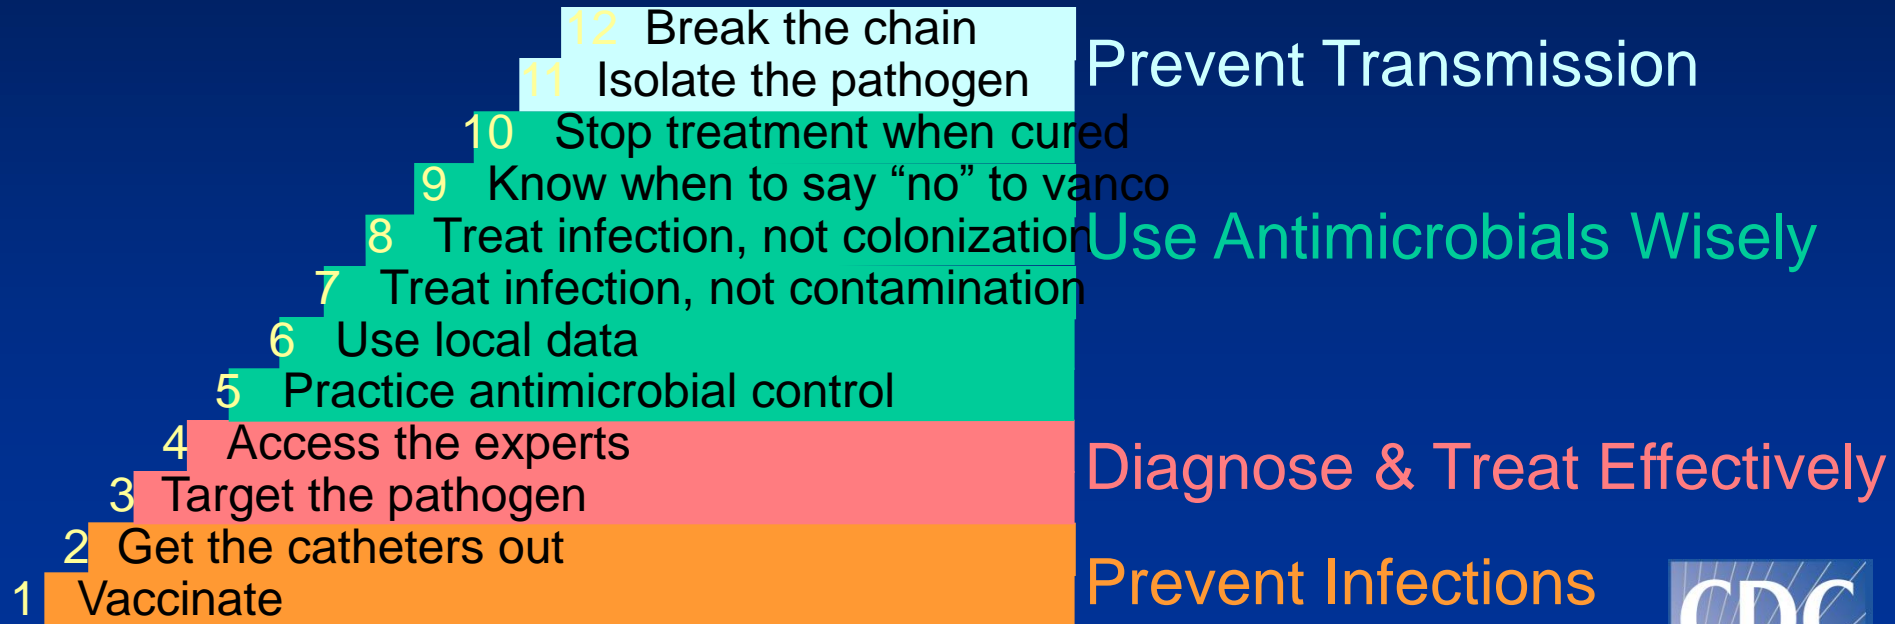 12 Break the chain
11 Isolate the pathogen
Prevent Transmission
10 Stop treatment when cured
9 Know when to say “no” to vanco
8 Treat infection, not colonization
Use Antimicrobials Wisely
7 Treat infection, not contamination
6 Use local data
5 Practice antimicrobial control
4 Access the experts
Diagnose & Treat Effectively
3 Target the pathogen
2 Get the catheters out
Prevent Infections
1 Vaccinate
CDC